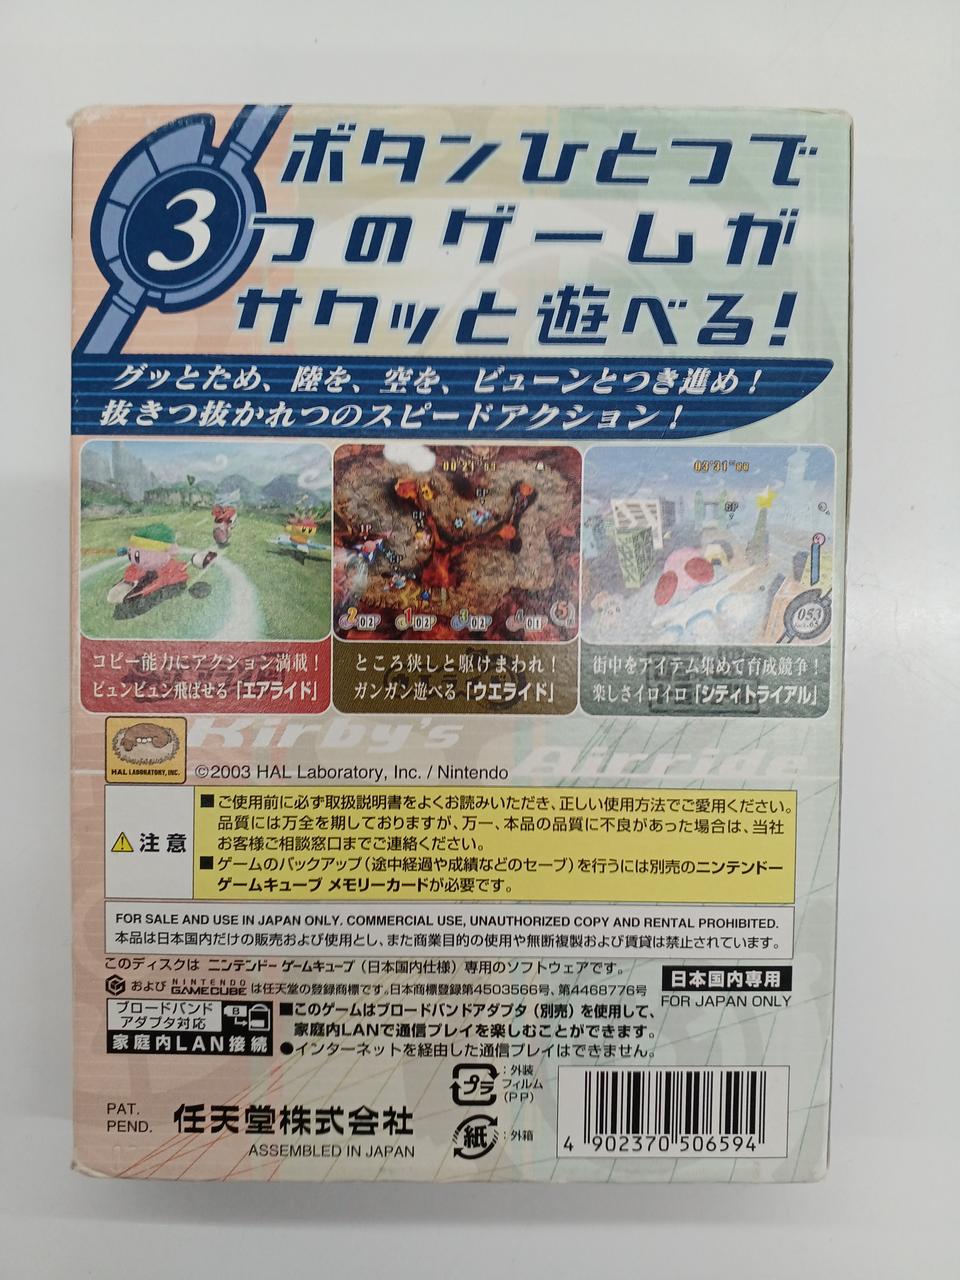 ボタンひとつで
3つのゲームが
サクッと遊べる!
グッとため、陸を、空を、ビューンとつき進め!
抜きつ抜かれつのスピードアクション!
00'21"
03'31"00
GP
1P
2 02
1 02
3 02
4 01
5
053
コピー能力にアクション満載!
ビュンビュン飛ばせる「エアライド」
ところ狭しと駆けまわれ!
ガンガン遊べる「ウエライド」
街中をアイテム集めて育成競争!
楽しさイロイロ「シティトライアル」
Kirby's
Airride
HAL LABORATORY, INC.
©2003 HAL Laboratory, Inc. / Nintendo
注意
■ご使用前に必ず取扱説明書をよくお読みいただき、正しい使用方法でご愛用ください。
品質には万全を期しておりますが、万一、本品の品質に不良があった場合は、当社
お客様ご相談窓口までご連絡ください。
■ゲームのバックアップ(途中経過や成績などのセーブ)を行うには別売のニンテンドー
ゲームキューブ メモリーカードが必要です。
FOR SALE AND USE IN JAPAN ONLY. COMMERCIAL USE, UNAUTHORIZED COPY AND RENTAL PROHIBITED.
本品は日本国内だけの販売および使用とし、また商業目的の使用や無断複製および賃貸は禁止されています。
このディスクは ニンテンドーゲームキューブ(日本国内仕様)専用のソフトウェアです。
および NINTENDO GAMECUBE は任天堂の登録商標です。日本商標登録第4503566号、第4468776号
日本国内専用
FOR JAPAN ONLY
ブロードバンド
アダプタ対応
B
家庭内LAN接続
■このゲームはブロードバンドアダプタ(別売)を使用して、
家庭内LANで通信プレイを楽しむことができます。
●インターネットを経由した通信プレイはできません。
プラ
:外装
フィルム
(PP)
紙
:外箱
PAT.
PEND.
任天堂株式会社
ASSEMBLED IN JAPAN
4 902370 506594